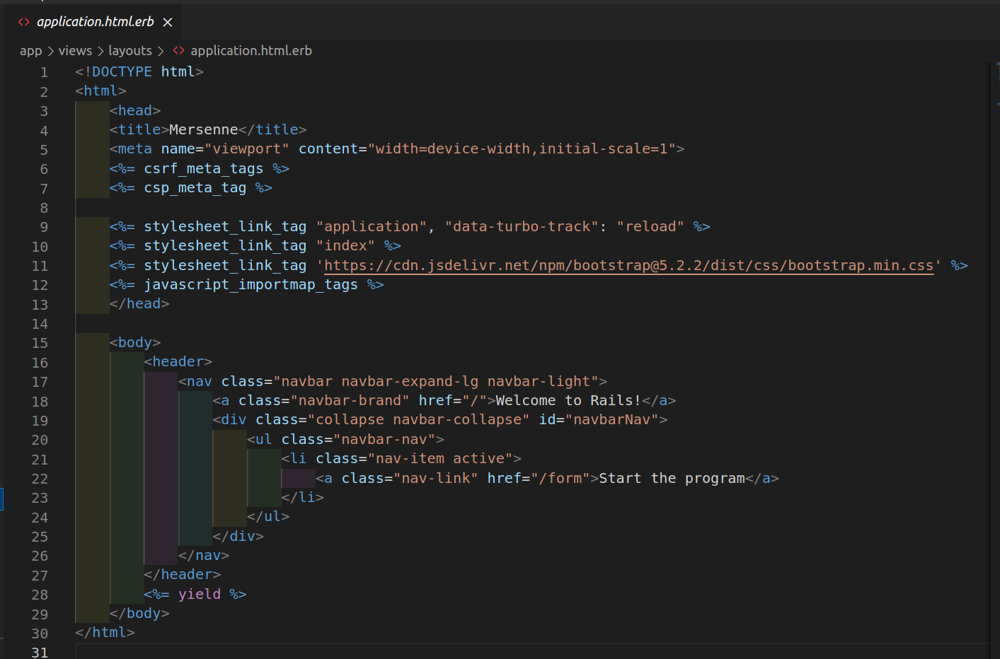 application.html.erb
app > views > layouts > <> application.html.erb
1 <!DOCTYPE html>
2 <html>
3 <head>
4 <title>Mersenne</title>
5 <meta name="viewport" content="width=device-width,initial-scale=1">
6 <%= csrf_meta_tags %>
7 <%= csp_meta_tag %>
8
9 <%= stylesheet_link_tag "application", "data-turbo-track": "reload" %>
10 <%= stylesheet_link_tag "index" %>
11 <%= stylesheet_link_tag 'https://cdn.jsdelivr.net/npm/bootstrap@5.2.2/dist/css/bootstrap.min.css' %>
12 <%= javascript_importmap_tags %>
13 </head>
14
15 <body>
16 <header>
17 <nav class="navbar navbar-expand-lg navbar-light">
18 <a class="navbar-brand" href="/">Welcome to Rails!</a>
19 <div class="collapse navbar-collapse" id="navbarNav">
20 <ul class="navbar-nav">
21 <li class="nav-item active">
22 <a class="nav-link" href="/form">Start the program</a>
23 </li>
24 </ul>
25 </div>
26 </nav>
27 </header>
28 <%= yield %>
29 </body>
30 </html>
31